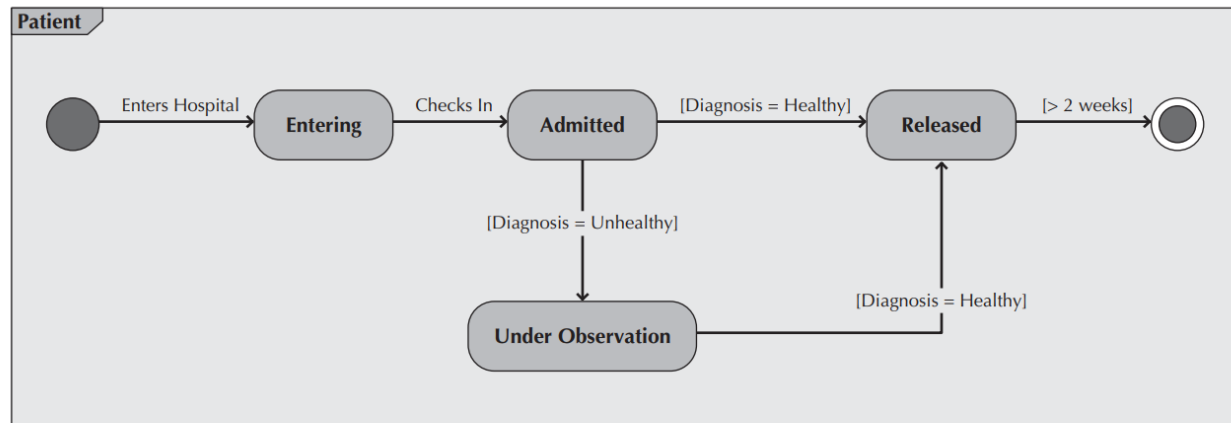 Patient
Enters Hospital
Entering
Checks In
Admitted
[Diagnosis = Healthy]
Released
[> 2 weeks]
[Diagnosis = Unhealthy]
[Diagnosis = Healthy]
Under Observation